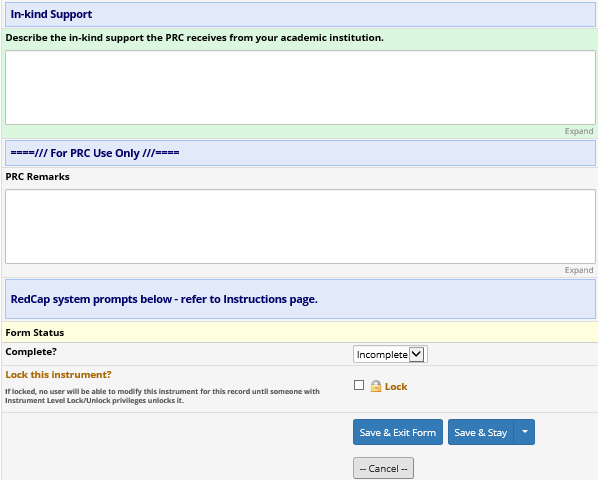 In-kind Support
Describe the in-kind support the PRC receives from your academic institution.
Expand
====/// For PRC Use Only ///====
PRC Remarks
Expand
RedCap system prompts below - refer to Instructions page.
Form Status
Complete?
Incomplete
Lock this instrument?
If locked, no user will be able to modify this instrument for this record until someone with
Instrument Level Lock/Unlock privileges unlocks it.
Lock
Save & Exit Form
Save & Stay
-- Cancel --